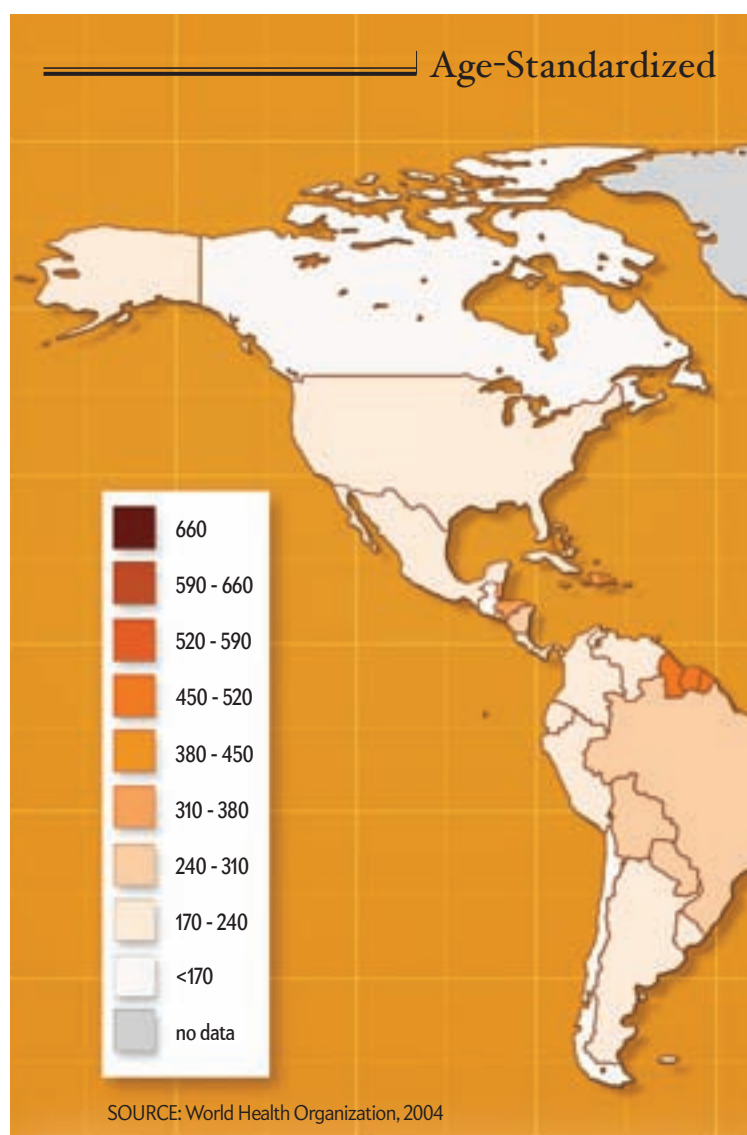 Age-Standardized
660
590 - 660
520 - 590
450 - 520
380 - 450
310 - 380
240 - 310
170 - 240
<170
no data
SOURCE: World Health Organization, 2004